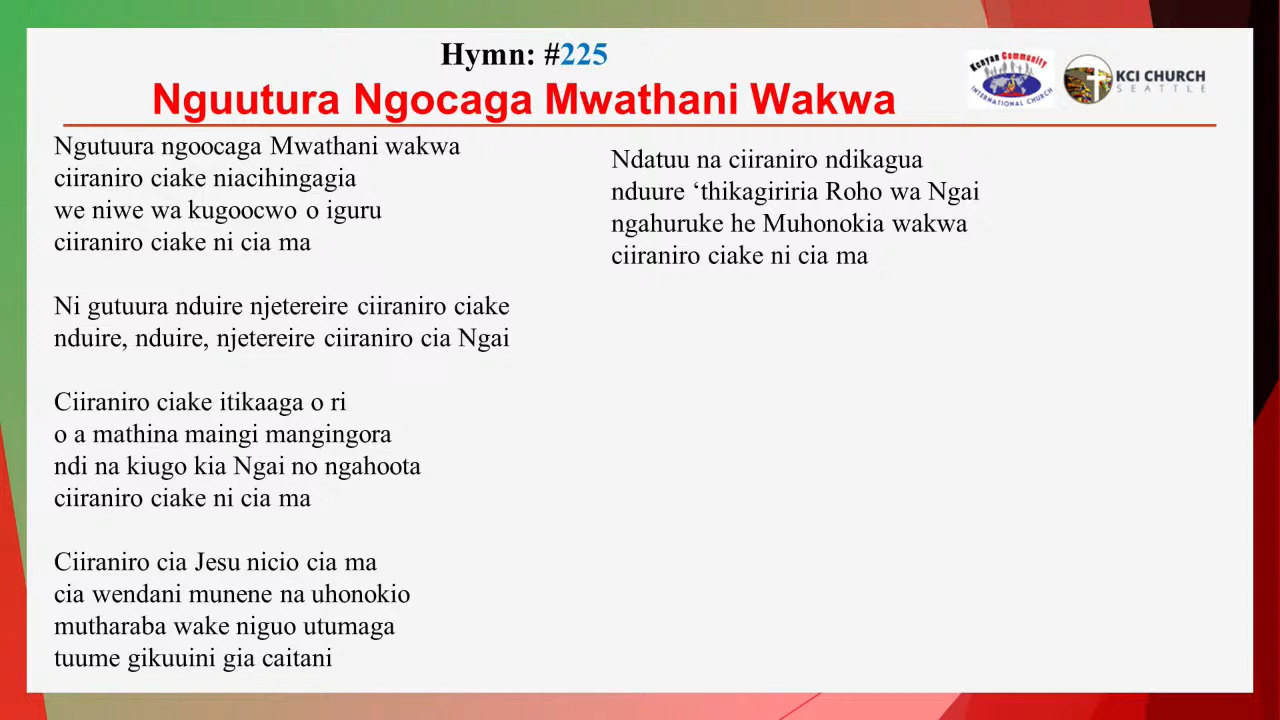 Hymn: #225
Nguutura Ngocaga Mwathani Wakwa
Kenyan Community
INTERNATIONAL CHURCH
KCI CHURCH
SEATTLE
Ngutuura ngoocaga Mwathani wakwa
ciiraniro ciake niacihingagia
we niwe wa kugoocwo o iguru
ciiraniro ciake ni cia ma
Ni gutuura nduire njetereire ciiraniro ciake
nduire, nduire, njetereire ciiraniro cia Ngai
Ciiraniro ciake itikaaga o ri
o a mathina maingi mangingora
ndi na kiugo kia Ngai no ngahoota
ciiraniro ciake ni cia ma
Ciiraniro cia Jesu nicio cia ma
cia wendani munene na uhonokio
mutharaba wake niguo utumaga
tuume gikuuini gia caitani
Ndatuu na ciiraniro ndikagua
nduure ‘thikagiriria Roho wa Ngai
ngahuruke he Muhonokia wakwa
ciiraniro ciake ni cia ma